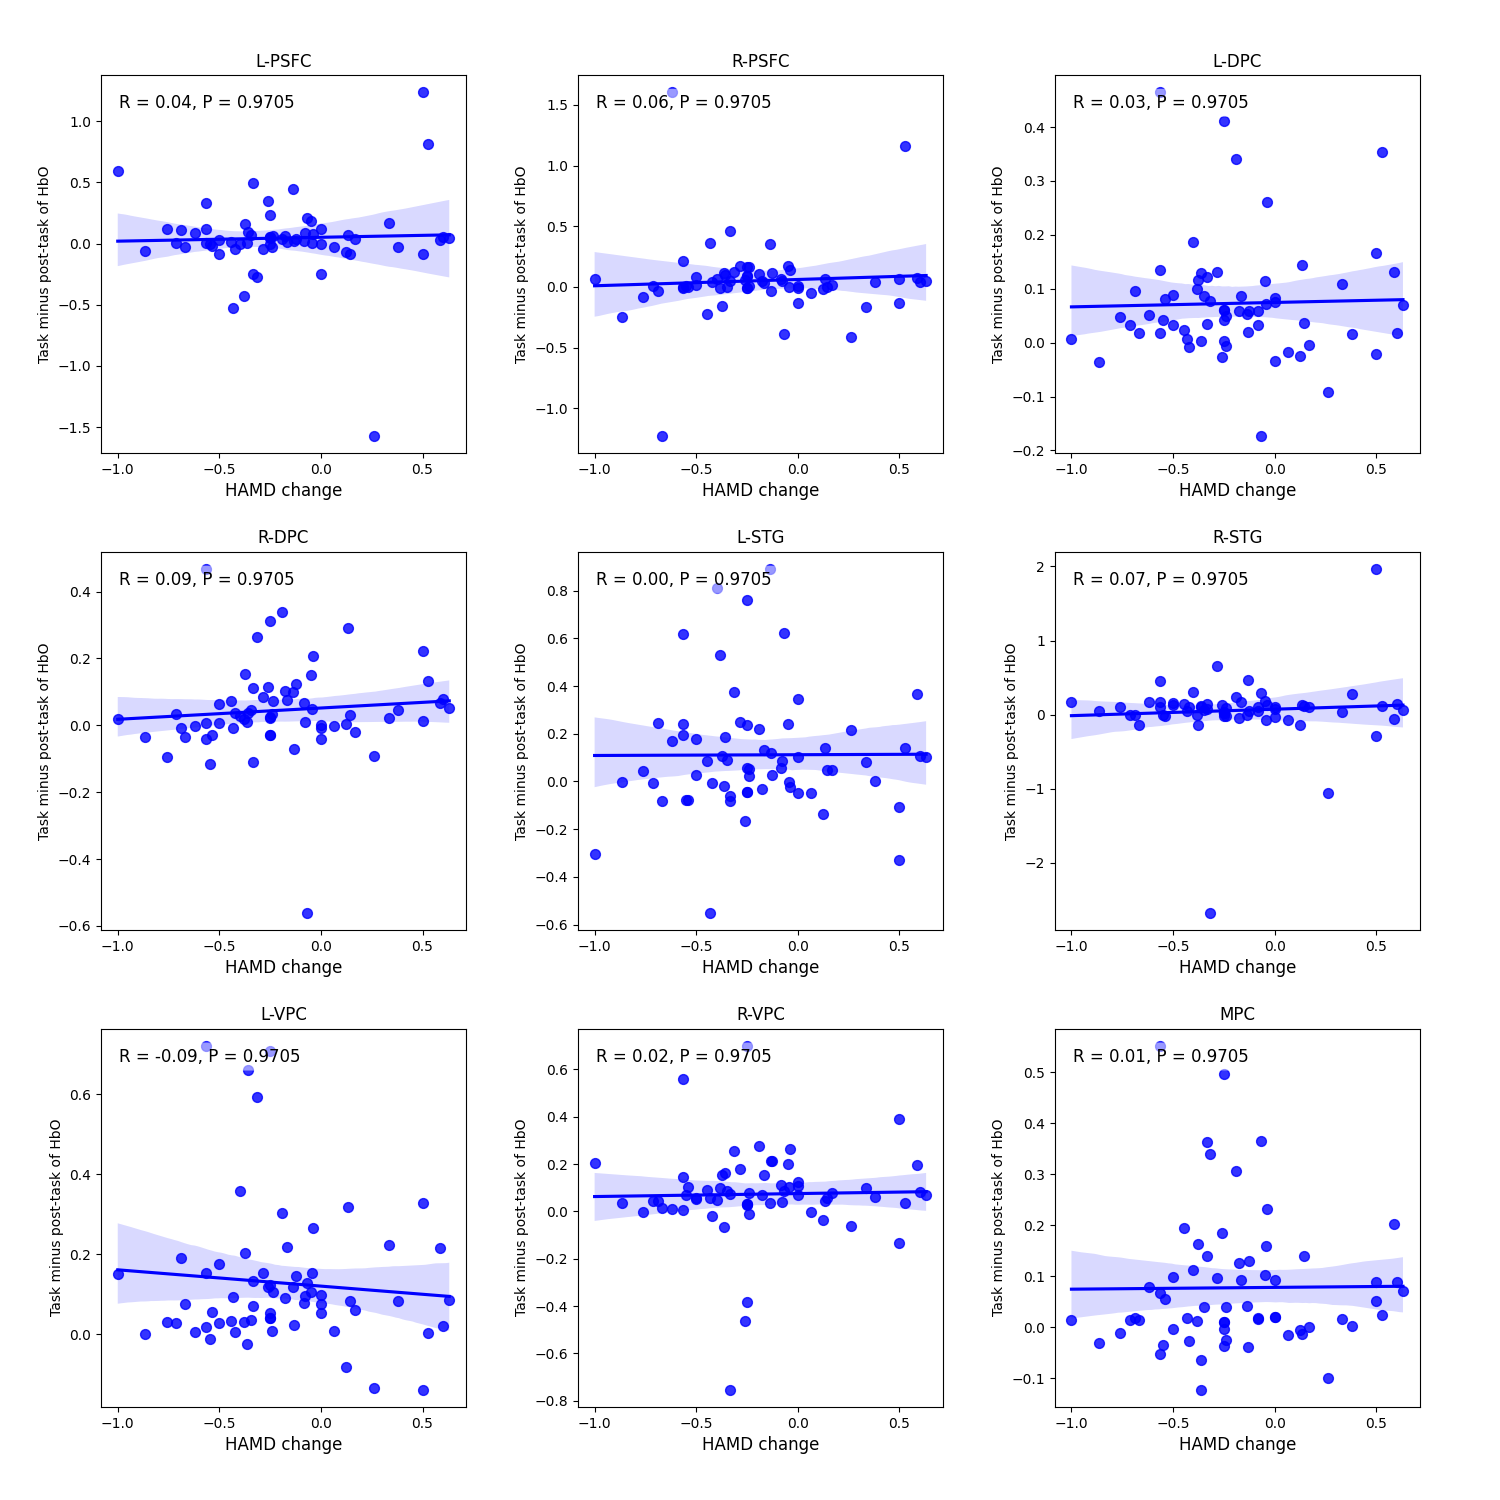 L-PSFC
R = 0.04, P = 0.9705
Task minus post-task of HbO
1.0
0.5
0.0
−0.5
−1.0
−1.5
−1.0 −0.5 0.0 0.5
HAMD change
R-PSFC
R = 0.06, P = 0.9705
Task minus post-task of HbO
1.5
1.0
0.5
0.0
−0.5
−1.0
−1.0 −0.5 0.0 0.5
HAMD change
L-DPC
R = 0.03, P = 0.9705
Task minus post-task of HbO
0.4
0.3
0.2
0.1
0.0
−0.1
−0.2
−1.0 −0.5 0.0 0.5
HAMD change
R-DPC
R = 0.09, P = 0.9705
Task minus post-task of HbO
0.4
0.2
0.0
−0.2
−0.4
−0.6
−1.0 −0.5 0.0 0.5
HAMD change
L-STG
R = 0.00, P = 0.9705
Task minus post-task of HbO
0.8
0.6
0.4
0.2
0.0
−0.2
−0.4
−0.6
−1.0 −0.5 0.0 0.5
HAMD change
R-STG
R = 0.07, P = 0.9705
Task minus post-task of HbO
2
1
0
−1
−2
−1.0 −0.5 0.0 0.5
HAMD change
L-VPC
R = -0.09, P = 0.9705
Task minus post-task of HbO
0.6
0.4
0.2
0.0
−1.0 −0.5 0.0 0.5
HAMD change
R-VPC
R = 0.02, P = 0.9705
Task minus post-task of HbO
0.6
0.4
0.2
0.0
−0.2
−0.4
−0.6
−0.8
−1.0 −0.5 0.0 0.5
HAMD change
MPC
R = 0.01, P = 0.9705
Task minus post-task of HbO
0.5
0.4
0.3
0.2
0.1
0.0
−0.1
−1.0 −0.5 0.0 0.5
HAMD change